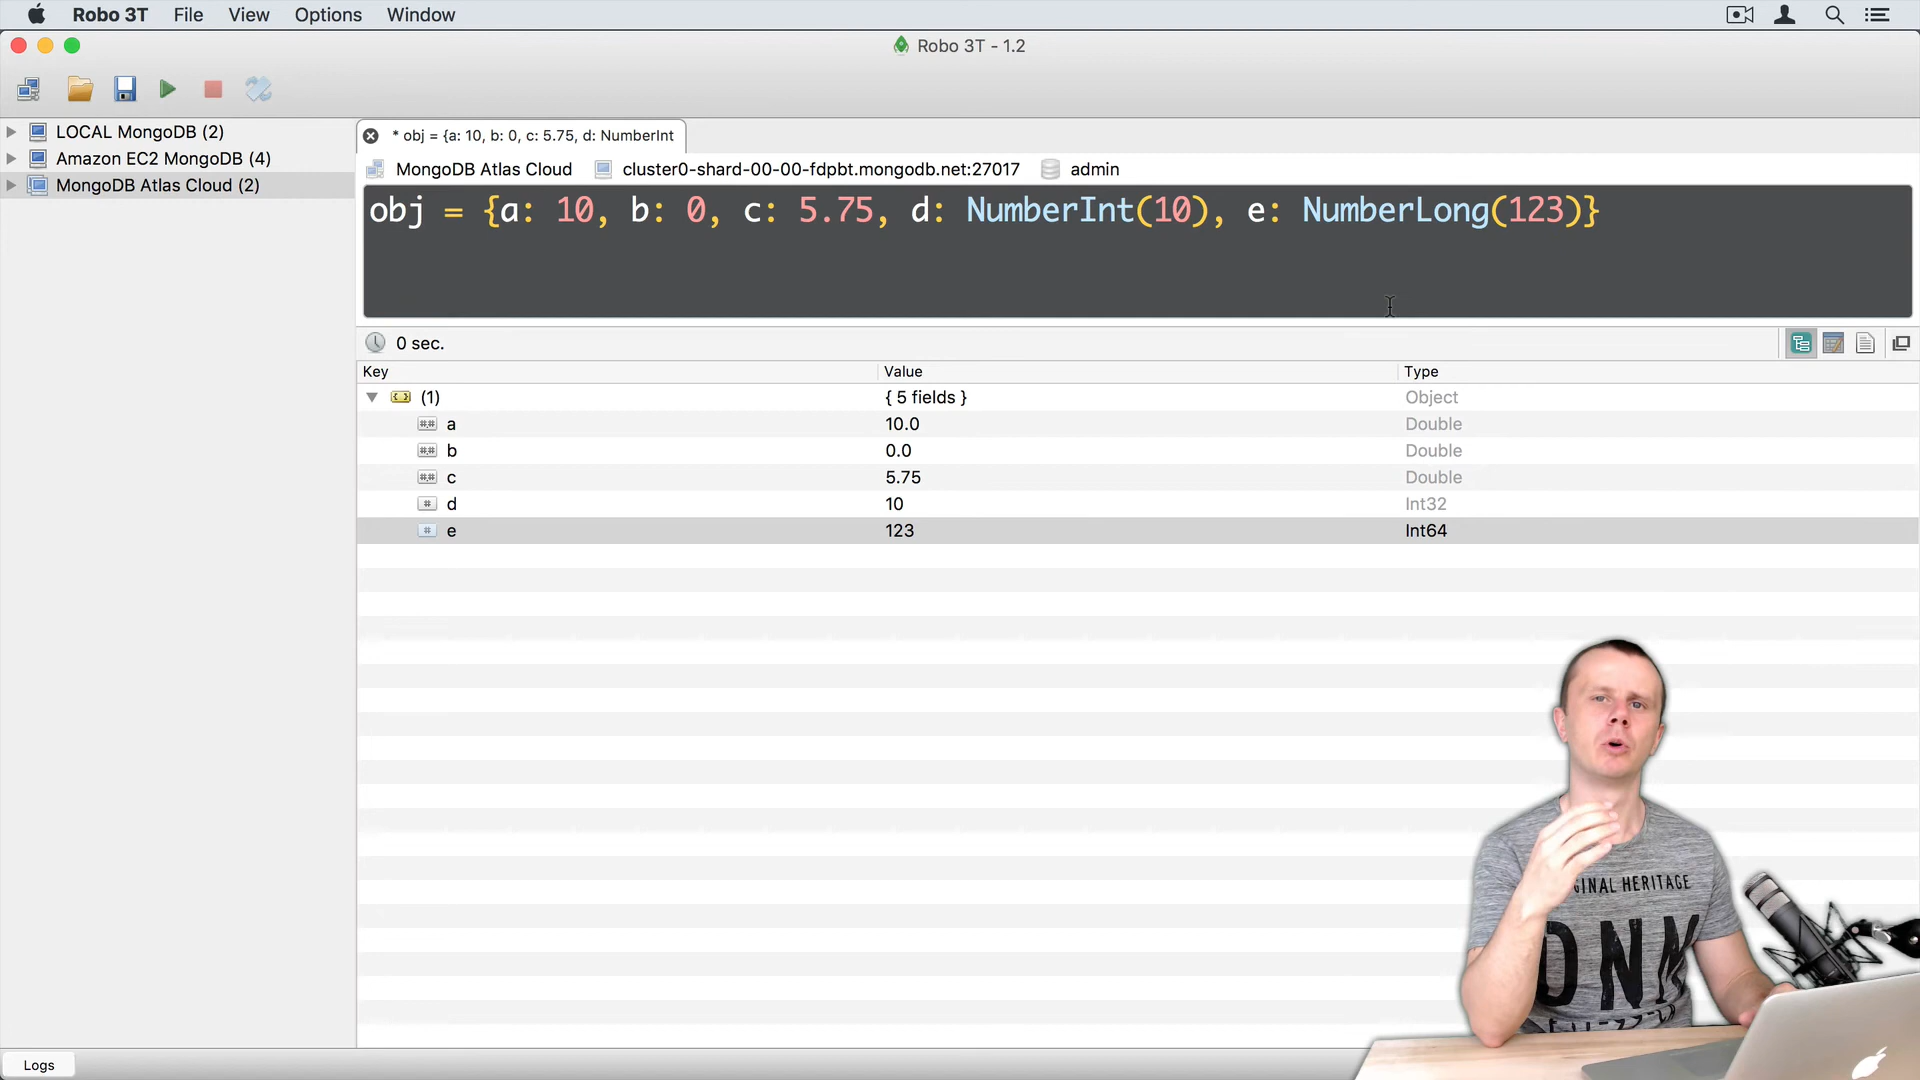 Robo 3T File View Options Window
Robo 3T - 1.2
LOCAL MongoDB (2)
Amazon EC2 MongoDB (4)
MongoDB Atlas Cloud (2)
* obj = {a: 10, b: 0, c: 5.75, d: NumberInt
MongoDB Atlas Cloud cluster0-shard-00-00-fdpbt.mongodb.net:27017 admin
obj = {a: 10, b: 0, c: 5.75, d: NumberInt(10), e: NumberLong(123)}
0 sec.
Key Value Type
(1) { 5 fields } Object
a 10.0 Double
b 0.0 Double
c 5.75 Double
d 10 Int32
e 123 Int64
HERITAGE
Logs